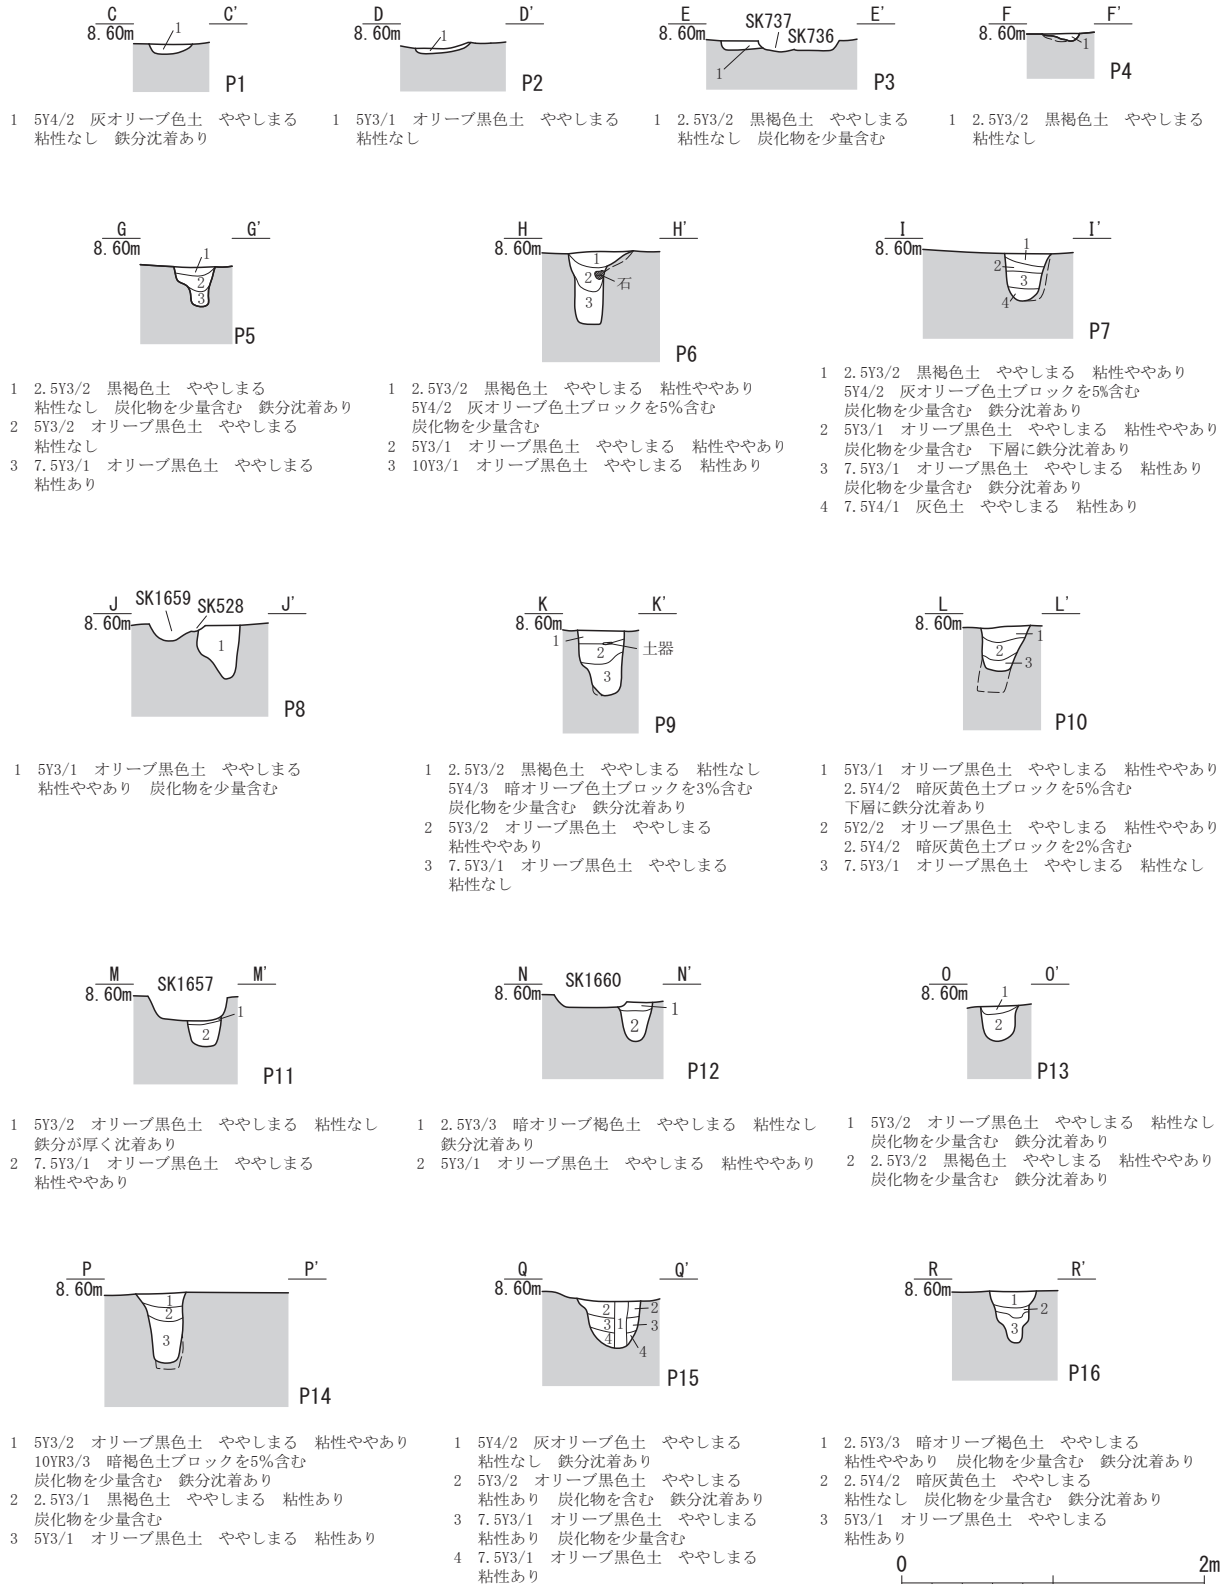 C C'
8.60m
1
P1
1 5Y4/2 灰オリーブ色土 ややしまる
粘性なし 鉄分沈着あり
D D'
8.60m
1
P2
1 5Y3/1 オリーブ黒色土 ややしまる
粘性なし
E E'
8.60m
SK737
SK736
1
P3
1 2.5Y3/2 黒褐色土 ややしまる
粘性なし 炭化物を少量含む
F F'
8.60m
1
P4
1 2.5Y3/2 黒褐色土 ややしまる
粘性なし
G G'
8.60m
1
2
3
P5
1 2.5Y3/2 黒褐色土 ややしまる
粘性なし 炭化物を少量含む 鉄分沈着あり
2 5Y3/2 オリーブ黒色土 ややしまる
粘性なし
3 7.5Y3/1 オリーブ黒色土 ややしまる
粘性あり
H H'
8.60m
1
2
石
3
P6
1 2.5Y3/2 黒褐色土 ややしまる 粘性ややあり
5Y4/2 灰オリーブ色土ブロックを5%含む
炭化物を少量含む
2 5Y3/1 オリーブ黒色土 ややしまる 粘性ややあり
3 10Y3/1 オリーブ黒色土 ややしまる 粘性あり
I I'
8.60m
1
2
3
4
P7
1 2.5Y3/2 黒褐色土 ややしまる 粘性ややあり
5Y4/2 灰オリーブ色土ブロックを5%含む
炭化物を少量含む 鉄分沈着あり
2 5Y3/1 オリーブ黒色土 ややしまる 粘性ややあり
炭化物を少量含む 下層に鉄分沈着あり
3 7.5Y3/1 オリーブ黒色土 ややしまる 粘性あり
炭化物を少量含む 鉄分沈着あり
4 7.5Y4/1 灰色土 ややしまる 粘性あり
J SK1659 SK528 J'
8.60m
1
P8
1 5Y3/1 オリーブ黒色土 ややしまる
粘性ややあり 炭化物を少量含む
K K'
8.60m
1
土器
2
3
P9
1 2.5Y3/2 黒褐色土 ややしまる 粘性なし
5Y4/3 暗オリーブ色土ブロックを3%含む
炭化物を少量含む 鉄分沈着あり
2 5Y3/2 オリーブ黒色土 ややしまる
粘性ややあり
3 7.5Y3/1 オリーブ黒色土 ややしまる
粘性なし
L L'
8.60m
1
2
3
P10
1 5Y3/1 オリーブ黒色土 ややしまる 粘性ややあり
2.5Y4/2 暗灰黄色土ブロックを5%含む
下層に鉄分沈着あり
2 5Y2/2 オリーブ黒色土 ややしまる 粘性ややあり
2.5Y4/2 暗灰黄色土ブロックを2%含む
3 7.5Y3/1 オリーブ黒色土 ややしまる 粘性なし
M M'
8.60m
SK1657
1
2
P11
1 5Y3/2 オリーブ黒色土 ややしまる 粘性なし
鉄分が厚く沈着あり
2 7.5Y3/1 オリーブ黒色土 ややしまる
粘性ややあり
N SK1660 N'
8.60m
1
2
P12
1 2.5Y3/3 暗オリーブ褐色土 ややしまる 粘性なし
鉄分沈着あり
2 5Y3/1 オリーブ黒色土 ややしまる 粘性ややあり
O O'
8.60m
1
2
P13
1 5Y3/2 オリーブ黒色土 ややしまる 粘性なし
炭化物を少量含む 鉄分沈着あり
2 2.5Y3/2 黒褐色土 ややしまる 粘性ややあり
炭化物を少量含む 鉄分沈着あり
P P'
8.60m
1
2
3
P14
1 5Y3/2 オリーブ黒色土 ややしまる 粘性ややあり
10YR3/3 暗褐色土ブロックを5%含む
炭化物を少量含む 鉄分沈着あり
2 2.5Y3/1 黒褐色土 ややしまる 粘性あり
炭化物を少量含む
3 5Y3/1 オリーブ黒色土 ややしまる 粘性あり
Q Q'
8.60m
2 2
3 1 3
4 4
P15
1 5Y4/2 灰オリーブ色土 ややしまる
粘性なし 鉄分沈着あり
2 5Y3/2 オリーブ黒色土 ややしまる
粘性あり 炭化物を含む 鉄分沈着あり
3 7.5Y3/1 オリーブ黒色土 ややしまる
粘性あり 炭化物を少量含む
4 7.5Y3/1 オリーブ黒色土 ややしまる
粘性あり
R R'
8.60m
1
2
3
P16
1 2.5Y3/3 暗オリーブ褐色土 ややしまる
粘性ややあり 炭化物を少量含む 鉄分沈着あり
2 2.5Y4/2 暗灰黄色土 ややしまる
粘性なし 炭化物を少量含む 鉄分沈着あり
3 5Y3/1 オリーブ黒色土 ややしまる
粘性あり
0 2m